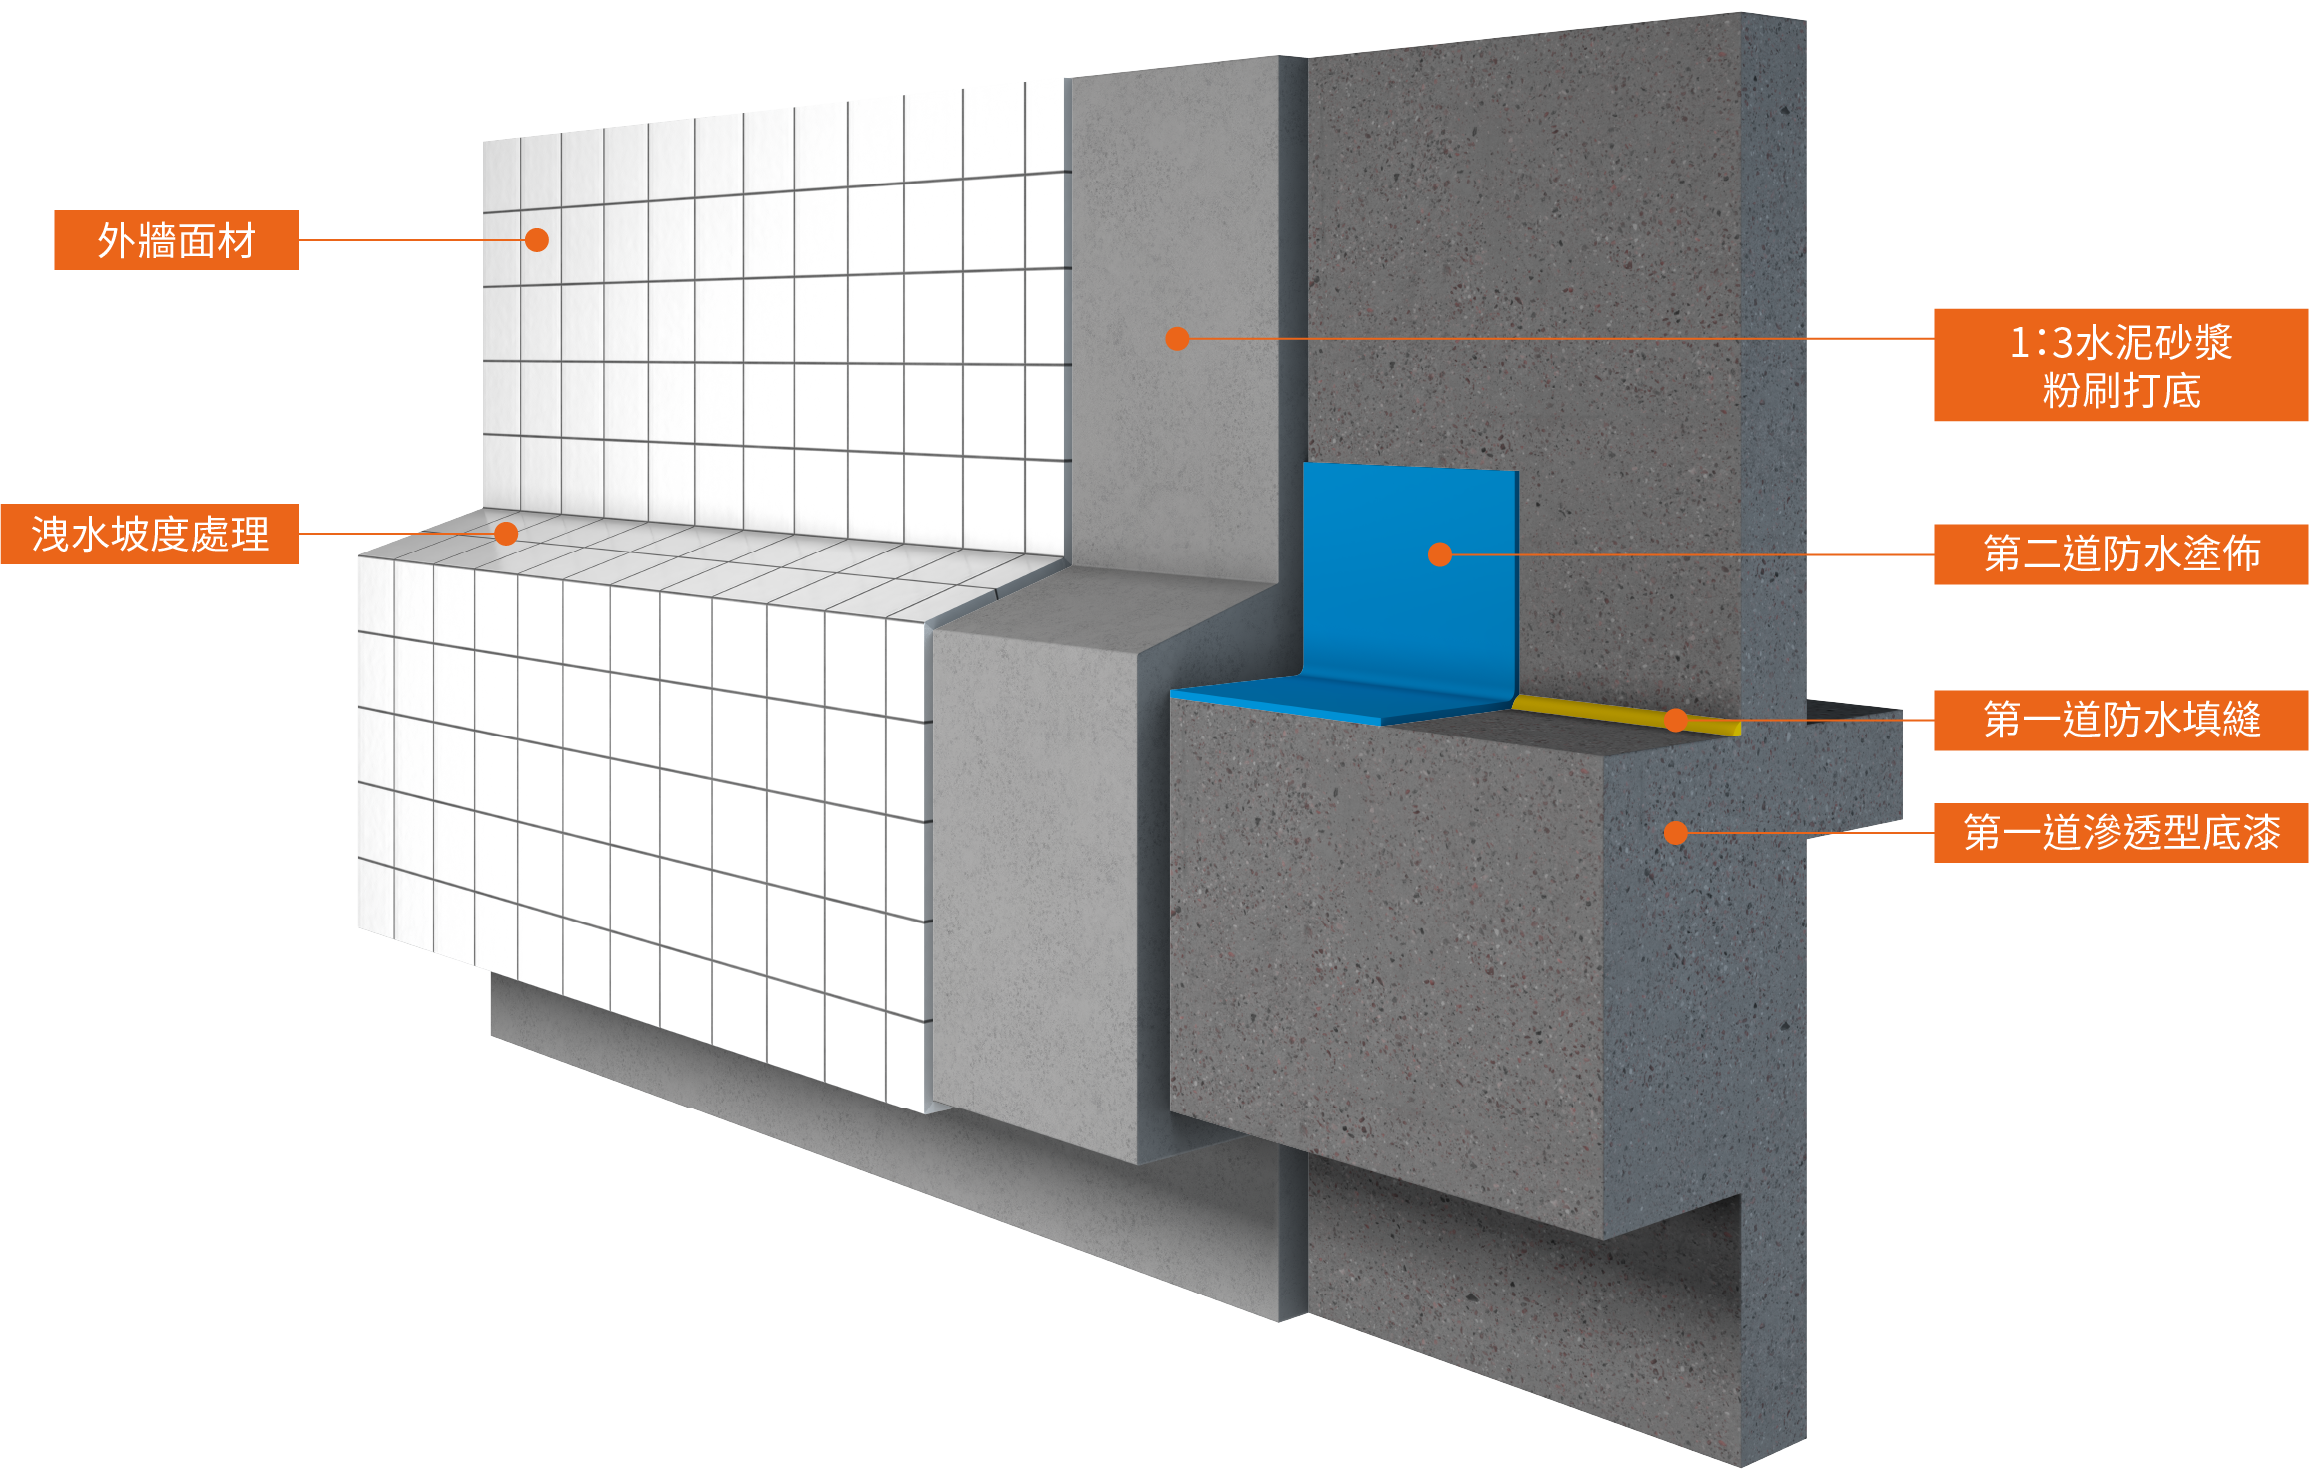 外牆面材
洩水坡度處理
1:3水泥砂漿
粉刷打底
第二道防水塗佈
第一道防水填縫
第一道滲透型底漆